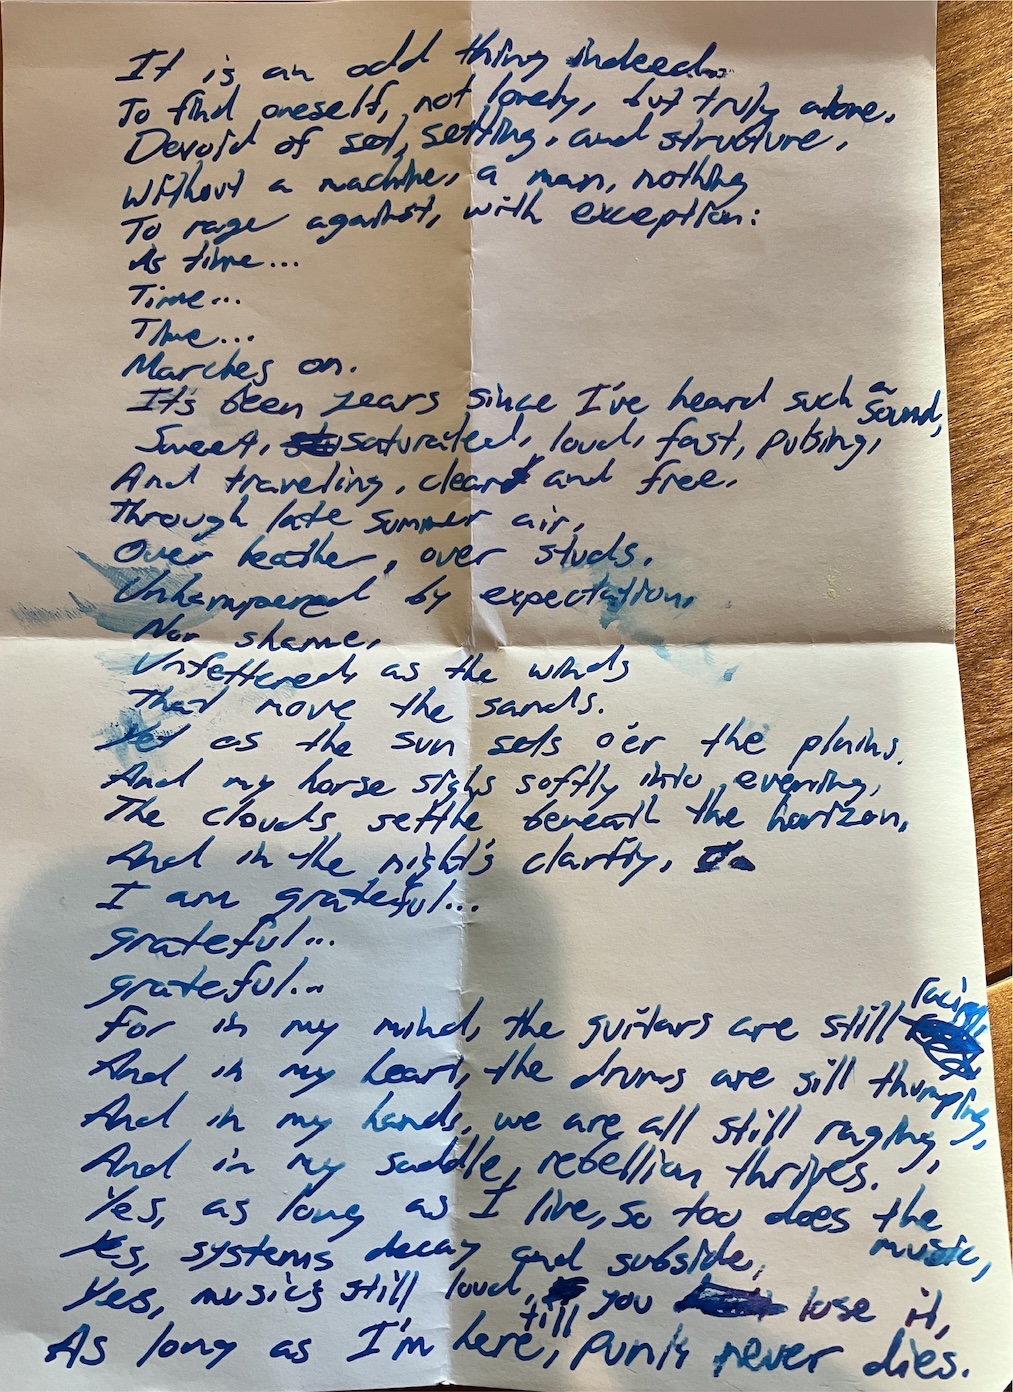 It is an odd thing indeed.
To find oneself, not lonely, but truly alone,
Devoid of set, setting, and structure,
Without a machine, a man, nothing
To rage against, with exception:
As time...
Time...
Time...
Marches on.
It's been years since I've heard such a sound,
Sweet, saturated, loud, fast, pulsing,
And traveling, clear and free,
Through late summer air,
Over leather, over studs.
Unhampered by expectation,
Nor shame,
Unfettered, as the winds
That move the sands.
Yet as the sun sets o'er the plains,
And my horse sighs softly into evening,
The clouds settle beneath the horizon,
And in the night's clarity,
I am grateful...
grateful...
grateful...
For in my mind, the guitars are still racing,
And in my heart, the drums are sill thumping,
And in my hands, we are all still raging,
And in my saddle, rebellion thrives.
Yes, as long as I live, so too does the music,
Yes, systems decay and subside,
Yes, music's still loud, till you lose it,
As long as I'm here, punk never dies.